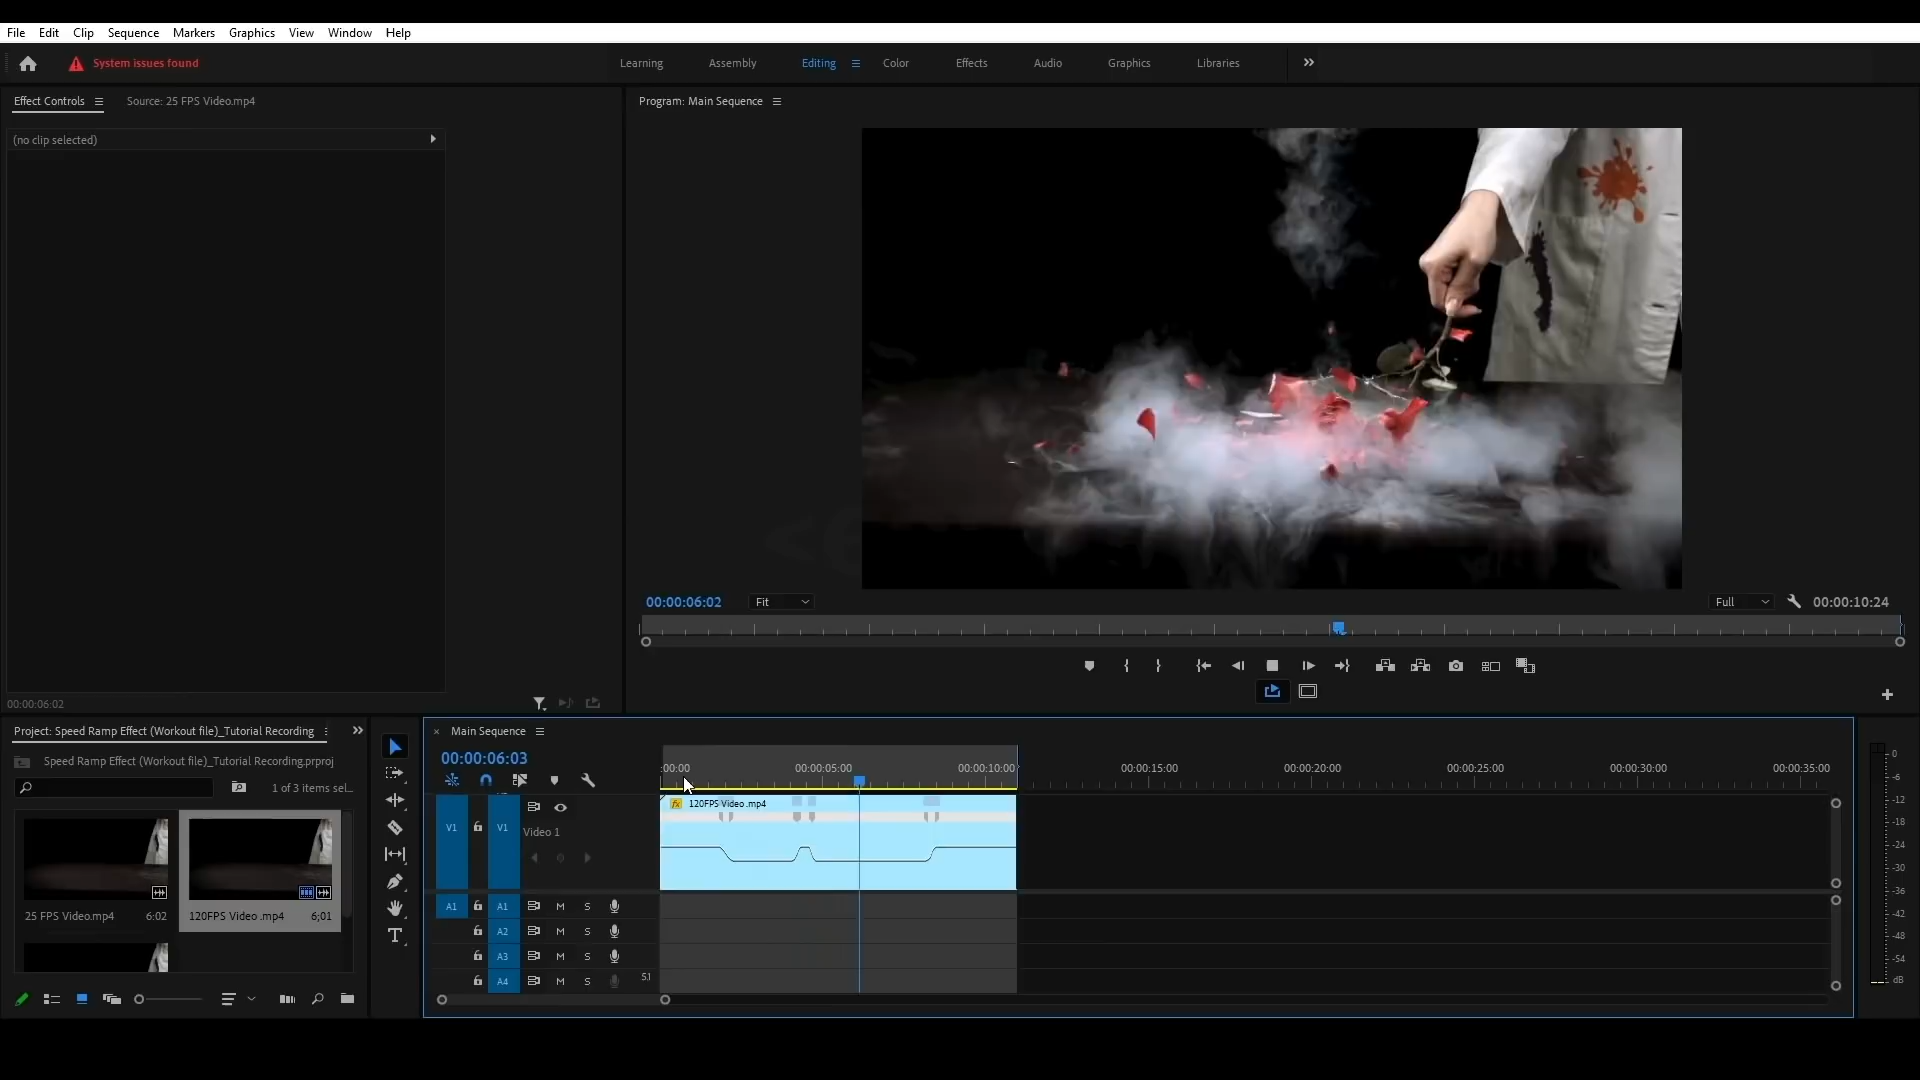 File Edit Clip Sequence Markers Graphics View Window Help
System issues found
Learning Assembly Editing Color Effects Audio Graphics Libraries
Effect Controls Source: 25 FPS Video.mp4
Program: Main Sequence
(no clip selected)
00:00:06:02 Fit Full 00:00:10:24
00:00:06:02
Project: Speed Ramp Effect (Workout file)_Tutorial Recording
Speed Ramp Effect (Workout file)_Tutorial Recording.prproj
1 of 3 items sel...
25 FPS Video.mp4 6:02
120FPS Video .mp4 6;01
T
× Main Sequence
00:00:06:03
:00:00 00:00:05:00 00:00:10:00 00:00:15:00 00:00:20:00 00:00:25:00 00:00:30:00 00:00:35:00
fx 120FPS Video .mp4
V1 V1 Video 1
A1 A1 M S
A2 M S
A3 M S
A4 M S 5.1
0
-6
-12
-18
-24
-30
-36
-42
-48
-54
dB